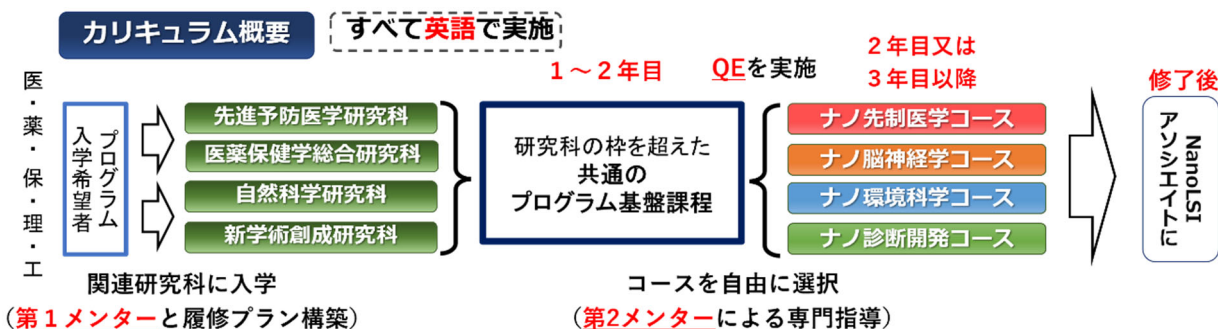 カリキュラム概要
すべて英語で実施
医・薬・保・理・工
プログラム
入学希望者
先進予防医学研究科
医薬保健学総合研究科
自然科学研究科
新学術創成研究科
関連研究科に入学
（第１メンターと履修プラン構築）
１～２年目
QEを実施
研究科の枠を超えた
共通の
プログラム基盤課程
２年目又は
３年目以降
ナノ先制医学コース
ナノ脳神経学コース
ナノ環境科学コース
ナノ診断開発コース
コースを自由に選択
（第2メンターによる専門指導）
修了後
NanoLSI
アソシエイトに